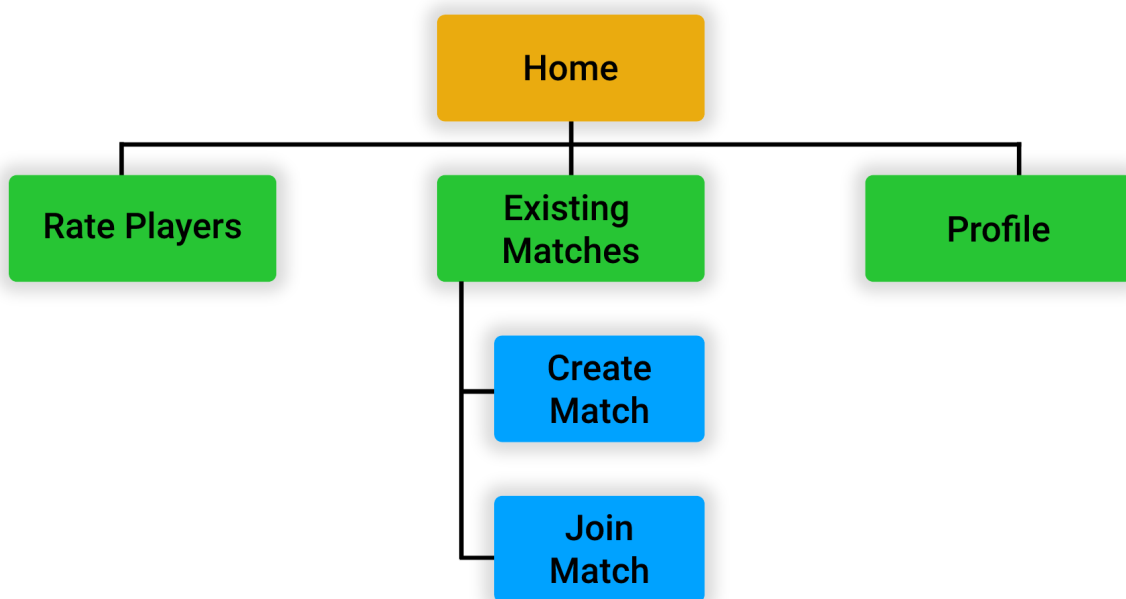 Home
Rate Players
Existing
Matches
Profile
Create
Match
Join
Match